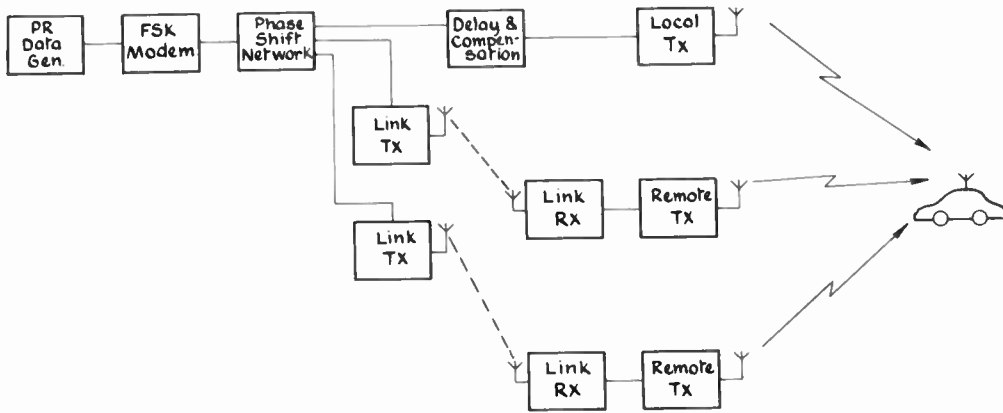 PR
Data
Gen.
FSK
Modem
Phase
Shift
Network
Delay &
Compen-
sation
Local
Tx
Link
Tx
Link
Rx
Remote
Tx
Link
Tx
Link
Rx
Remote
Tx